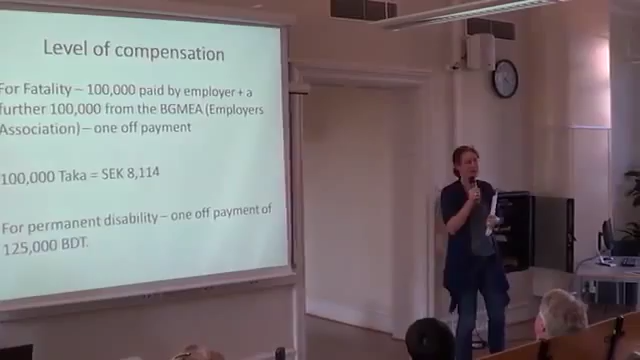 Level of compensation
For Fatality – 100,000 paid by employer + a
further 100,000 from the BGMEA (Employers
Association) – one off payment
100,000 Taka = SEK 8,114
For permanent disability – one off payment of
125,000 BDT.